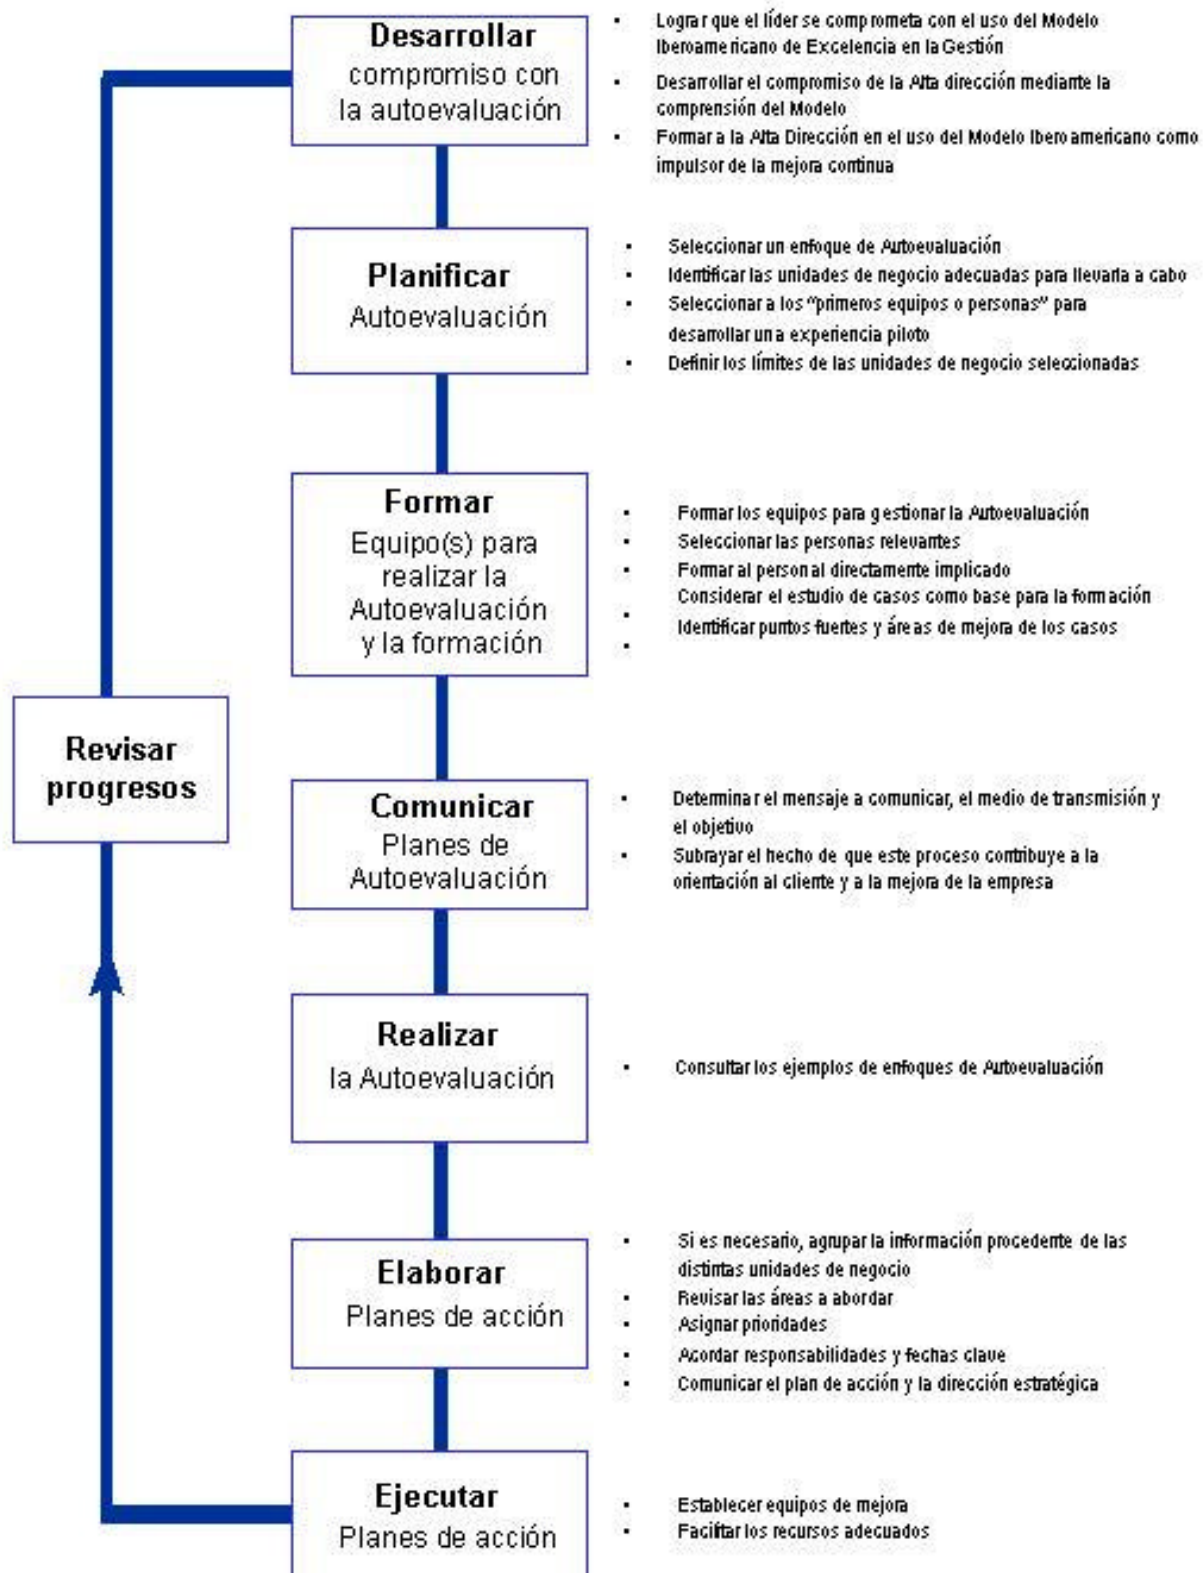 Desarrollar
compromiso con
la autoevaluación
• Lograr que el líder se comprometa con el uso del Modelo
Iberoamericano de Excelencia en la Gestión
• Desarrollar el compromiso de la Alta dirección mediante la
comprensión del Modelo
• Formar a la Alta Dirección en el uso del Modelo Iberoamericano como
impulsor de la mejora continua
Planificar
Autoevaluación
• Seleccionar un enfoque de Autoevaluación
• Identificar las unidades de negocio adecuadas para llevarla a cabo
• Seleccionar a los "primeros equipos o personas" para
desarrollar una experiencia piloto
• Definir los límites de las unidades de negocio seleccionadas
Formar
Equipo(s) para
realizar la
Autoevaluación
y la formación
• Formar los equipos para gestionar la Autoevaluación
• Seleccionar las personas relevantes
• Formar al personal directamente implicado
Considerar el estudio de casos como base para la formación
• Identificar puntos fuertes y áreas de mejora de los casos
•
Revisar
progresos
Comunicar
Planes de
Autoevaluación
• Determinar el mensaje a comunicar, el medio de transmisión y
el objetivo
• Subrayar el hecho de que este proceso contribuye a la
orientación al cliente y a la mejora de la empresa
Realizar
la Autoevaluación
• Consultar los ejemplos de enfoques de Autoevaluación
Elaborar
Planes de acción
• Si es necesario, agrupar la información procedente de las
distintas unidades de negocio
• Revisar las áreas a abordar
• Asignar prioridades
• Acordar responsabilidades y fechas clave
• Comunicar el plan de acción y la dirección estratégica
Ejecutar
Planes de acción
• Establecer equipos de mejora
• Facilitar los recursos adecuados